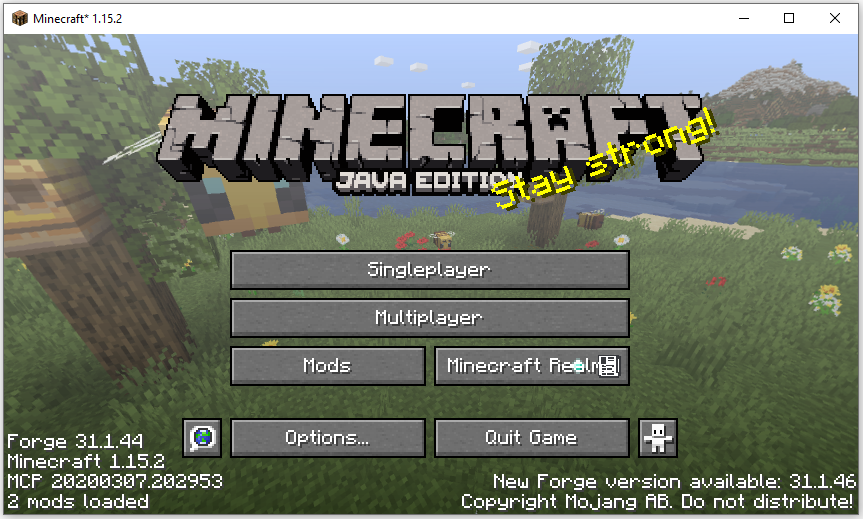 Minecraft* 1.15.2
MINECRAFT
JAVA EDITION
Stay strong!
Singleplayer
Multiplayer
Mods
Minecraft Realms
Options...
Quit Game
Forge 31.1.44
Minecraft 1.15.2
MCP 20200307.202953
2 mods loaded
New Forge version available: 31.1.46
Copyright Mojang AB. Do not distribute!